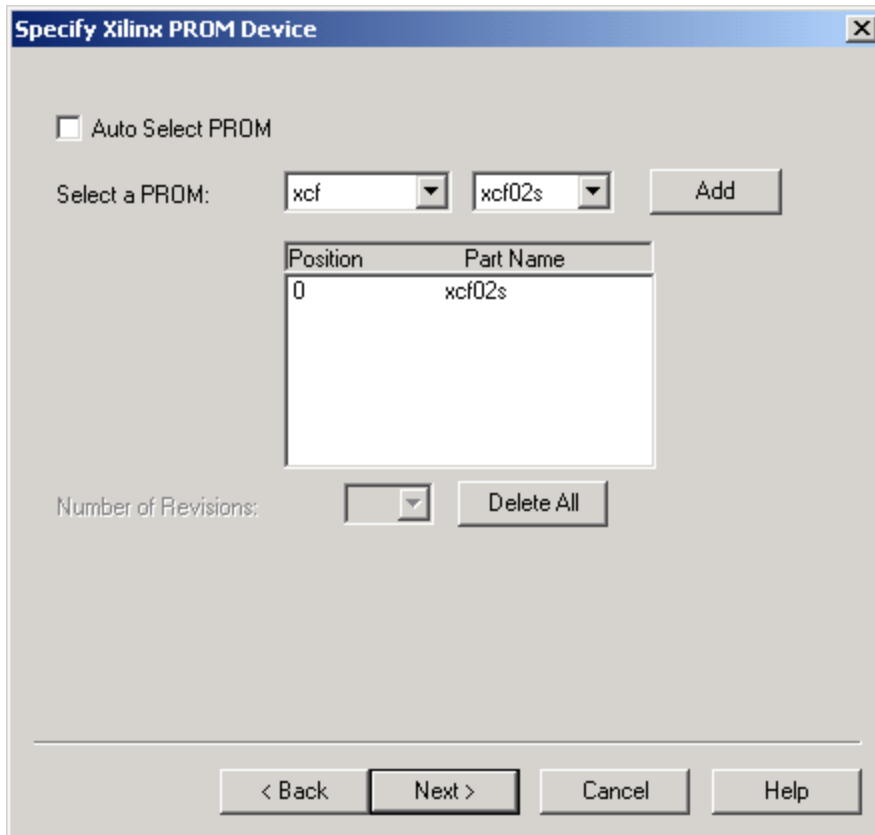 Specify Xilinx PROM Device
Auto Select PROM
Select a PROM: xcf xcf02s Add
Position Part Name
0 xcf02s
Number of Revisions: Delete All
< Back Next > Cancel Help